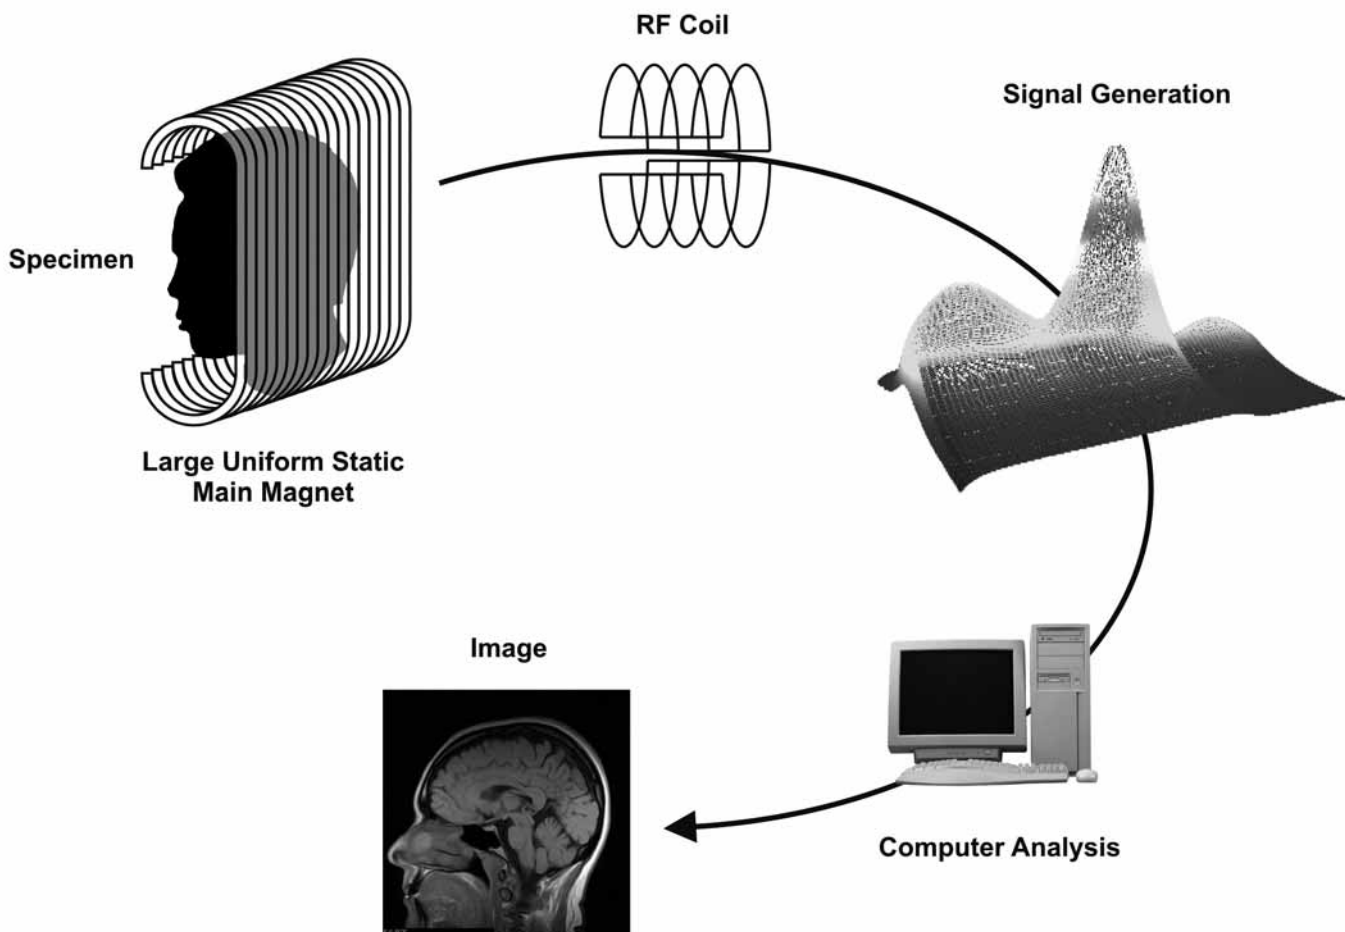 RF Coil
Signal Generation
Specimen
Large Uniform Static
Main Magnet
Image
Computer Analysis